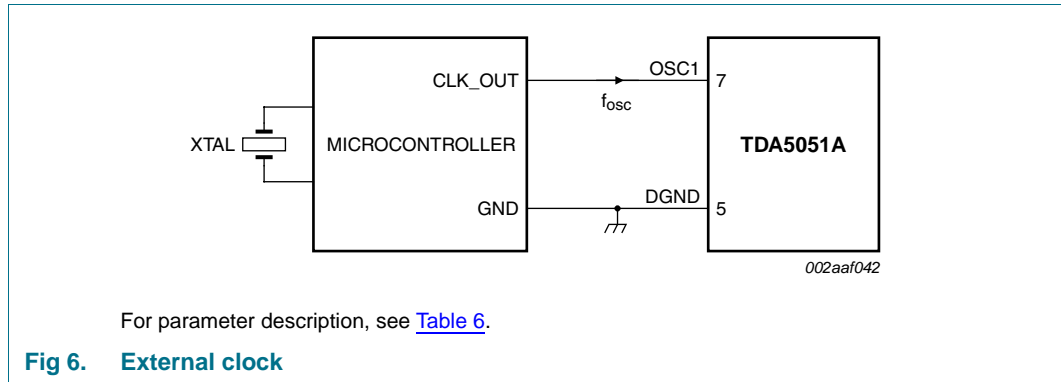 CLK_OUT
OSC1
7
fosc
XTAL
MICROCONTROLLER
TDA5051A
GND
DGND
5
002aaf042
For parameter description, see Table 6.
Fig 6. External clock